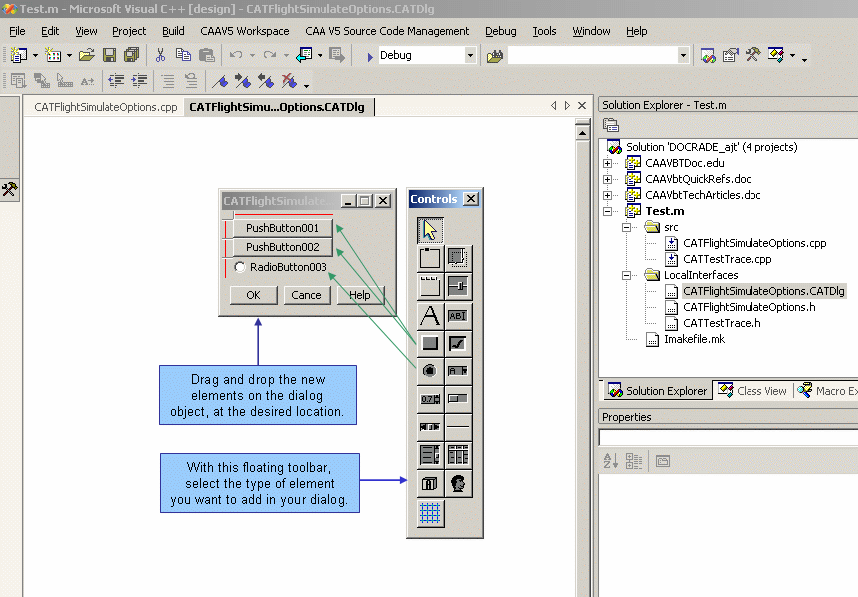 Test.m - Microsoft Visual C++ [design] - CATFlightSimulateOptions.CATDlg
File Edit View Project Build CAAV5 Workspace CAA V5 Source Code Management Debug Tools Window Help
Debug
CATFlightSimulateOptions.cpp CATFlightSimu...Options.CATDlg
CATFlightSimulate
PushButton001
PushButton002
RadioButton003
OK Cance Help
Controls
A ABI
0.7
Drag and drop the new
elements on the dialog
object, at the desired location.
With this floating toolbar,
select the type of element
you want to add in your dialog.
Solution Explorer - Test.m
Solution 'DOCRADE_ajt' (4 projects)
CAAVBTDoc.edu
CAAVbtQuickRefs.doc
CAAVbtTechArticles.doc
Test.m
src
CATFlightSimulateOptions.cpp
CATTestTrace.cpp
LocalInterfaces
CATFlightSimulateOptions.CATDlg
CATFlightSimulateOptions.h
CATTestTrace.h
Imakefile.mk
Solution Explorer Class View Macro Ex
Properties